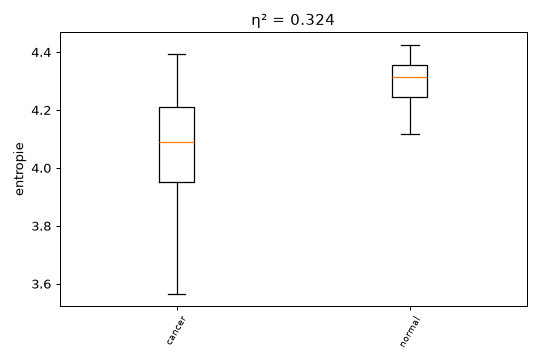 η² = 0.324
entropie
4.4
4.2
4.0
3.8
3.6
cancer
normal